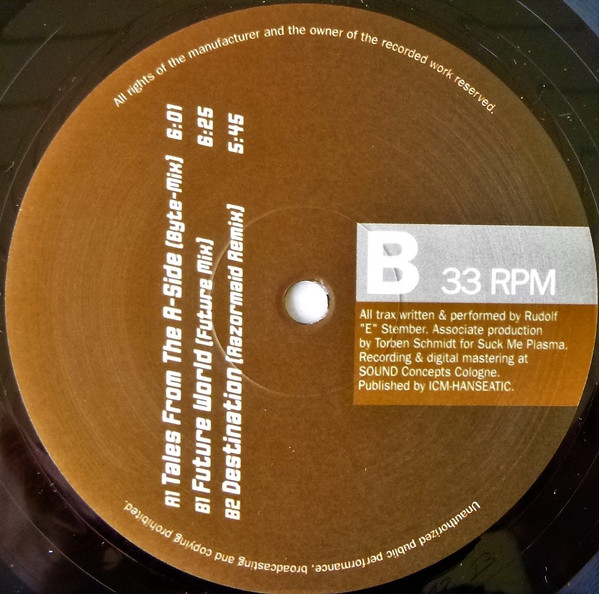 All rights of the manufacturer and the owner of the recorded work reserved.
A1 Tales From The A-Side (Byte-Mix) 6:01
B1 Future World (Future Mix) 6:25
B2 Destination (Razormaid Remix) 5:45
B 33 RPM
All trax written & performed by Rudolf
"E" Stember. Associate production
by Torben Schmidt for Suck Me Plasma.
Recording & digital mastering at
SOUND Concepts Cologne.
Published by ICM-HANSEATIC.
Unauthorized public performance, broadcasting and copying prohibited.